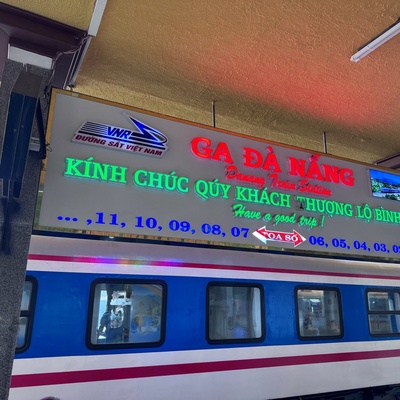 VNR
ĐƯỜNG SẮT VIỆT NAM
GA ĐÀ NẴNG
Danang Train Station
KÍNH CHÚC QÚY KHÁCH THƯỢNG LỘ BÌNH
Have a good trip !
... ,11, 10, 09, 08, 07 TOA SỐ 06, 05, 04, 03, 0